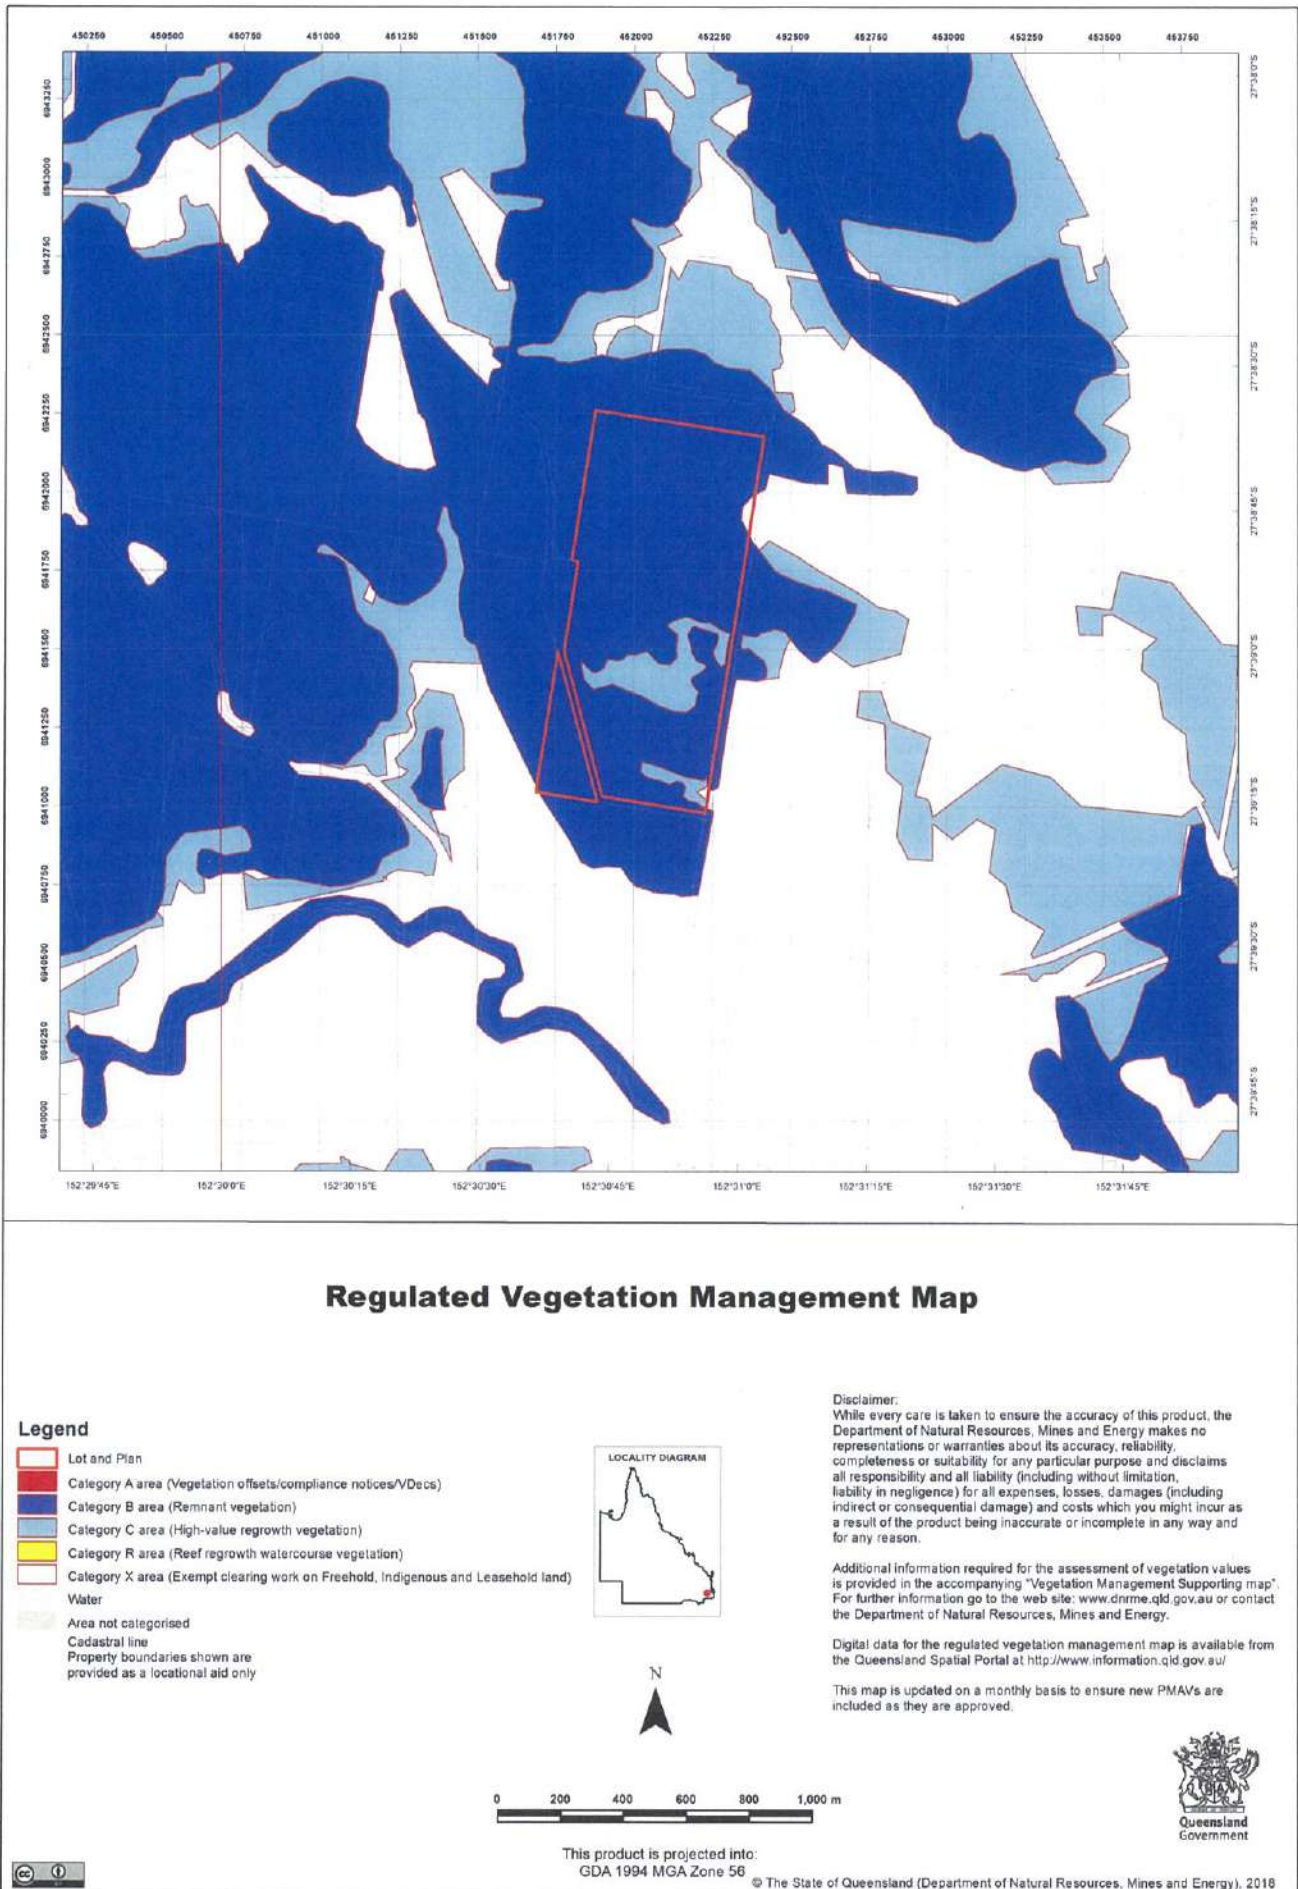 450250 450500 450750 451000 451250 451500 451750 452000 452250 452500 452750 453000 453250 453500 453750
6943250
6943000
6942750
6942500
6942250
6942000
6941750
6941500
6941250
6941000
6940750
6940500
6940250
6940000
27°38'0"S
27°38'15"S
27°38'30"S
27°38'45"S
27°39'0"S
27°39'15"S
27°39'30"S
27°39'45"S
152°29'45"E 152°30'0"E 152°30'15"E 152°30'30"E 152°30'45"E 152°31'0"E 152°31'15"E 152°31'30"E 152°31'45"E
Regulated Vegetation Management Map
Legend
Lot and Plan
Category A area (Vegetation offsets/compliance notices/VDecs)
Category B area (Remnant vegetation)
Category C area (High-value regrowth vegetation)
Category R area (Reef regrowth watercourse vegetation)
Category X area (Exempt clearing work on Freehold, Indigenous and Leasehold land)
Water
Area not categorised
Cadastral line
Property boundaries shown are
provided as a locational aid only
LOCALITY DIAGRAM
N
0 200 400 600 800 1,000 m
This product is projected into:
GDA 1994 MGA Zone 56
Disclaimer:
While every care is taken to ensure the accuracy of this product, the
Department of Natural Resources, Mines and Energy makes no
representations or warranties about its accuracy, reliability,
completeness or suitability for any particular purpose and disclaims
all responsibility and all liability (including without limitation,
liability in negligence) for all expenses, losses, damages (including
indirect or consequential damage) and costs which you might incur as
a result of the product being inaccurate or incomplete in any way and
for any reason.
Additional information required for the assessment of vegetation values
is provided in the accompanying "Vegetation Management Supporting map".
For further information go to the web site: www.dnrme.qld.gov.au or contact
the Department of Natural Resources, Mines and Energy.
Digital data for the regulated vegetation management map is available from
the Queensland Spatial Portal at http://www.information.qld.gov.au/
This map is updated on a monthly basis to ensure new PMAVs are
included as they are approved.
Queensland
Government
cc
© The State of Queensland (Department of Natural Resources, Mines and Energy), 2018